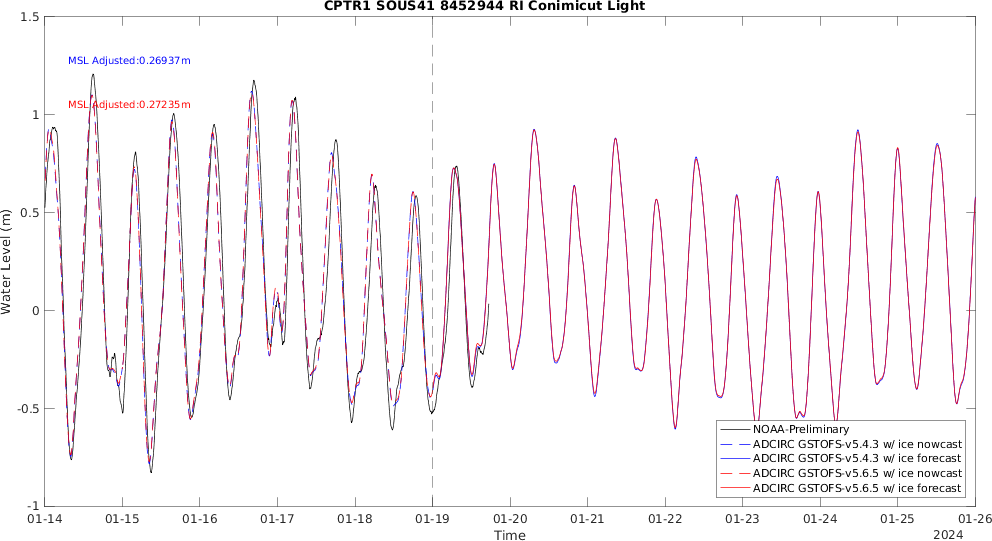 CPTR1 SOUS41 8452944 RI Conimicut Light
1.5
MSL Adjusted:0.26937m
1
MSL Adjusted:0.27235m
0.5
Water Level (m)
0
-0.5
NOAA-Preliminary
ADCIRC GSTOFS-v5.4.3 w/ ice nowcast
ADCIRC GSTOFS-v5.4.3 w/ ice forecast
ADCIRC GSTOFS-v5.6.5 w/ ice nowcast
ADCIRC GSTOFS-v5.6.5 w/ ice forecast
-1
01-14 01-15 01-16 01-17 01-18 01-19 01-20 01-21 01-22 01-23 01-24 01-25 01-26
Time
2024